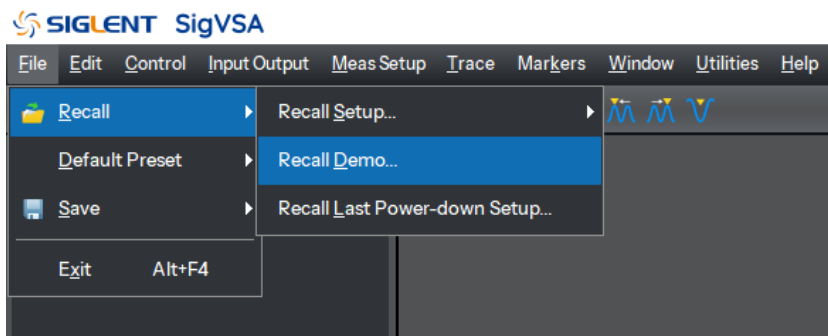 SIGLENT SigVSA
File Edit Control Input Output Meas Setup Trace Markers Window Utilities Help
Recall Recall Setup...
Default Preset Recall Demo...
Save Recall Last Power-down Setup...
Exit Alt+F4